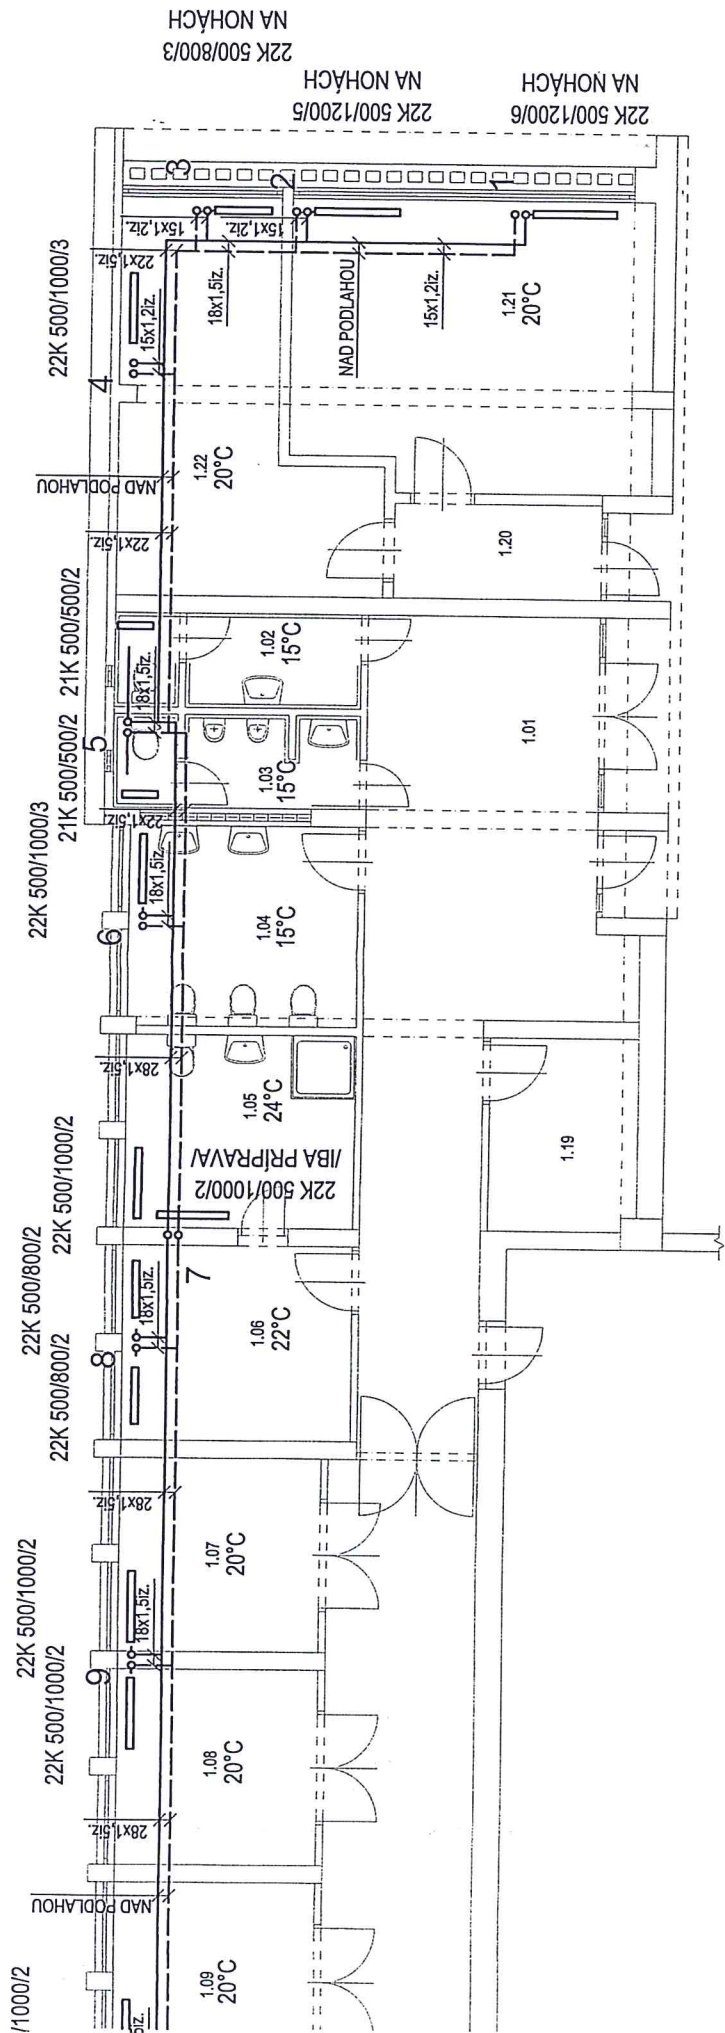 22K 500/800/3
NA NOHÁCH
22K 500/1200/5
NA NOHÁCH
22K 500/1200/6
NA NOHÁCH
3
2
1
15x1,2iz.
15x1,2iz.
22x1,5iz.
18x1,5iz.
NAD PODLAHOU
15x1,2iz.
1.21
20°C
22K 500/1000/3
15x1,2iz.
4
NAD PODLAHOU
1.22
20°C
22x1,5iz.
1.20
21K 500/500/2
18x1,5iz.
1.02
15°C
5
21K 500/500/2
1.03
15°C
1.01
22x1,5iz.
22K 500/1000/3
18x1,5iz.
6
1.04
15°C
28x1,5iz.
1.05
24°C
22K 500/1000/2
/IBA PRÍPRAVA/
22K 500/1000/2
1.19
7
22K 500/800/2
18x1,5iz.
8
22K 500/800/2
1.06
22°C
28x1,5iz.
1.07
20°C
22K 500/1000/2
18x1,5iz.
9
22K 500/1000/2
1.08
20°C
28x1,5iz.
NAD PODLAHOU
1.09
20°C
/1000/2
5iz.